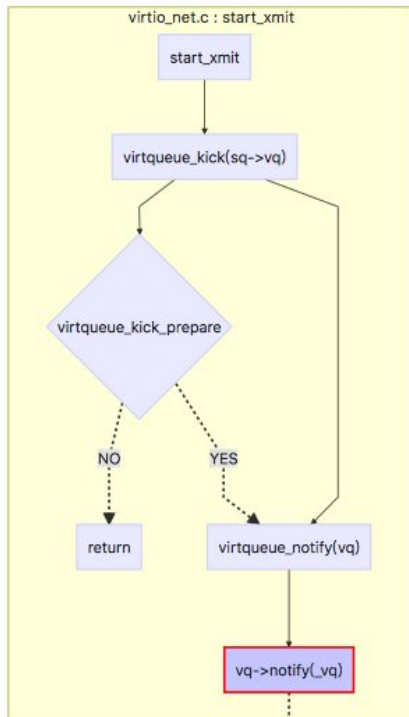 virtio_net.c : start_xmit
start_xmit
virtqueue_kick(sq->vq)
virtqueue_kick_prepare
NO
YES
return
virtqueue_notify(vq)
vq->notify(_vq)